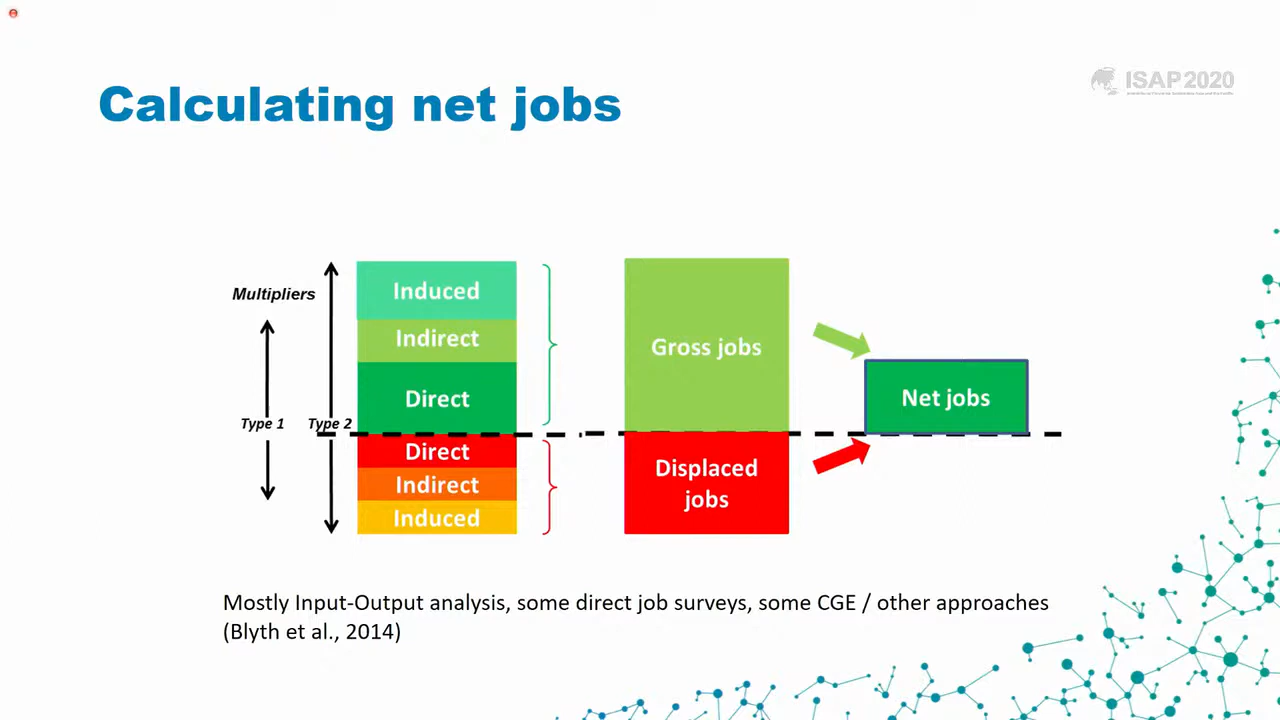 ISAP 2020
Calculating net jobs
Multipliers
Type 1
Type 2
Induced
Indirect
Direct
Direct
Indirect
Induced
Gross jobs
Displaced
jobs
Net jobs
Mostly Input-Output analysis, some direct job surveys, some CGE / other approaches
(Blyth et al., 2014)